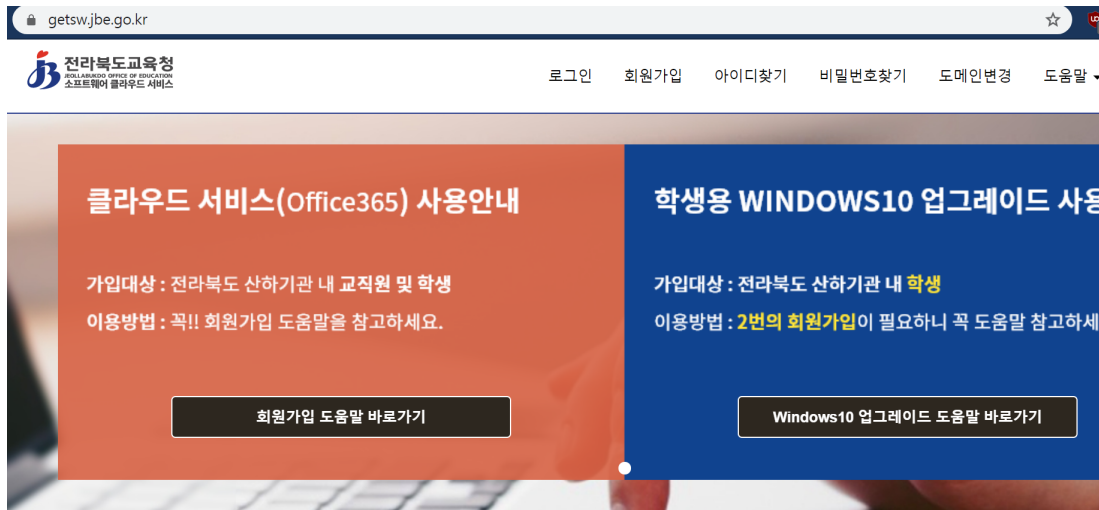 getsw.jbe.go.kr
전라북도교육청
JEOLLABUKDO OFFICE OF EDUCATION
소프트웨어 클라우드 서비스
로그인 회원가입 아이디찾기 비밀번호찾기 도메인변경 도움말
클라우드 서비스(Office365) 사용안내
가입대상 : 전라북도 산하기관 내 교직원 및 학생
이용방법 : 꼭!! 회원가입 도움말을 참고하세요.
회원가입 도움말 바로가기
학생용 WINDOWS10 업그레이드 사용
가입대상 : 전라북도 산하기관 내 학생
이용방법 : 2번의 회원가입이 필요하니 꼭 도움말 참고하세
Windows10 업그레이드 도움말 바로가기